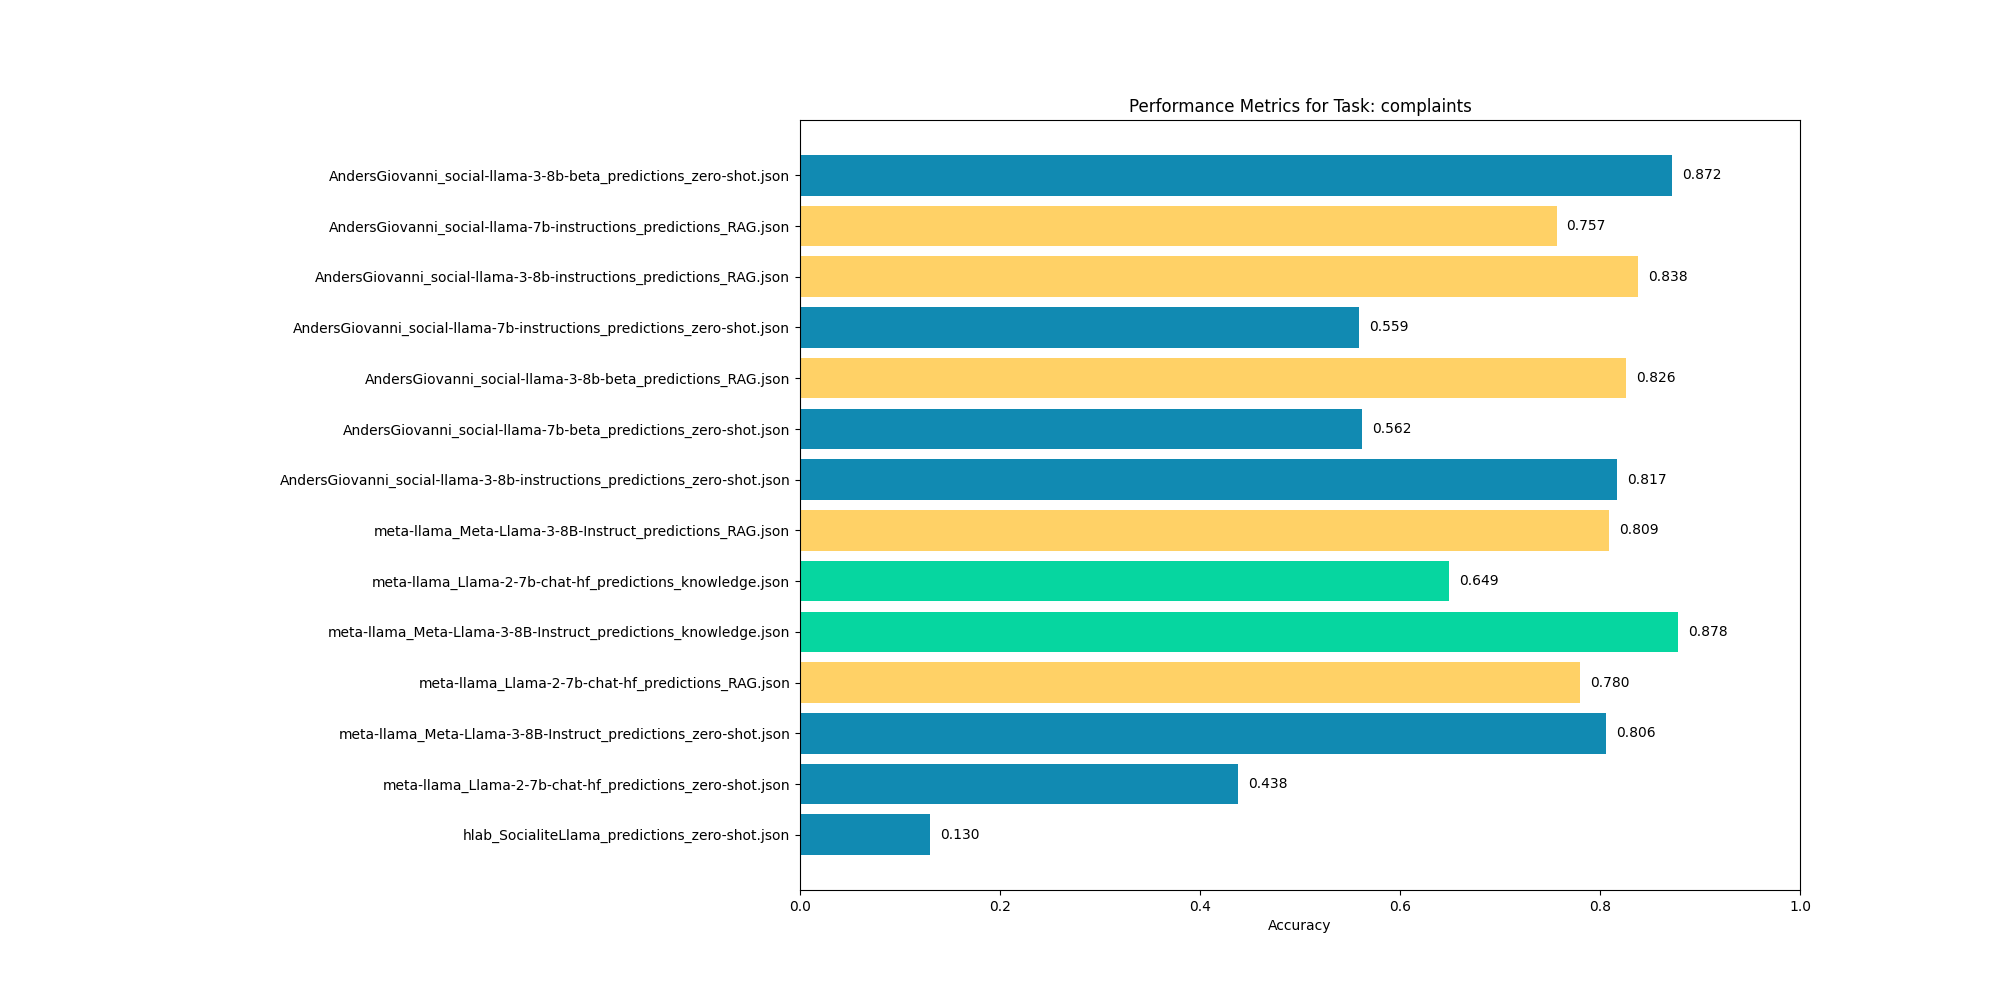 Performance Metrics for Task: complaints
AndersGiovanni_social-llama-3-8b-beta_predictions_zero-shot.json 0.872
AndersGiovanni_social-llama-7b-instructions_predictions_RAG.json 0.757
AndersGiovanni_social-llama-3-8b-instructions_predictions_RAG.json 0.838
AndersGiovanni_social-llama-7b-instructions_predictions_zero-shot.json 0.559
AndersGiovanni_social-llama-3-8b-beta_predictions_RAG.json 0.826
AndersGiovanni_social-llama-7b-beta_predictions_zero-shot.json 0.562
AndersGiovanni_social-llama-3-8b-instructions_predictions_zero-shot.json 0.817
meta-llama_Meta-Llama-3-8B-Instruct_predictions_RAG.json 0.809
meta-llama_Llama-2-7b-chat-hf_predictions_knowledge.json 0.649
meta-llama_Meta-Llama-3-8B-Instruct_predictions_knowledge.json 0.878
meta-llama_Llama-2-7b-chat-hf_predictions_RAG.json 0.780
meta-llama_Meta-Llama-3-8B-Instruct_predictions_zero-shot.json 0.806
meta-llama_Llama-2-7b-chat-hf_predictions_zero-shot.json 0.438
hlab_SocialiteLlama_predictions_zero-shot.json 0.130
0.0 0.2 0.4 0.6 0.8 1.0
Accuracy